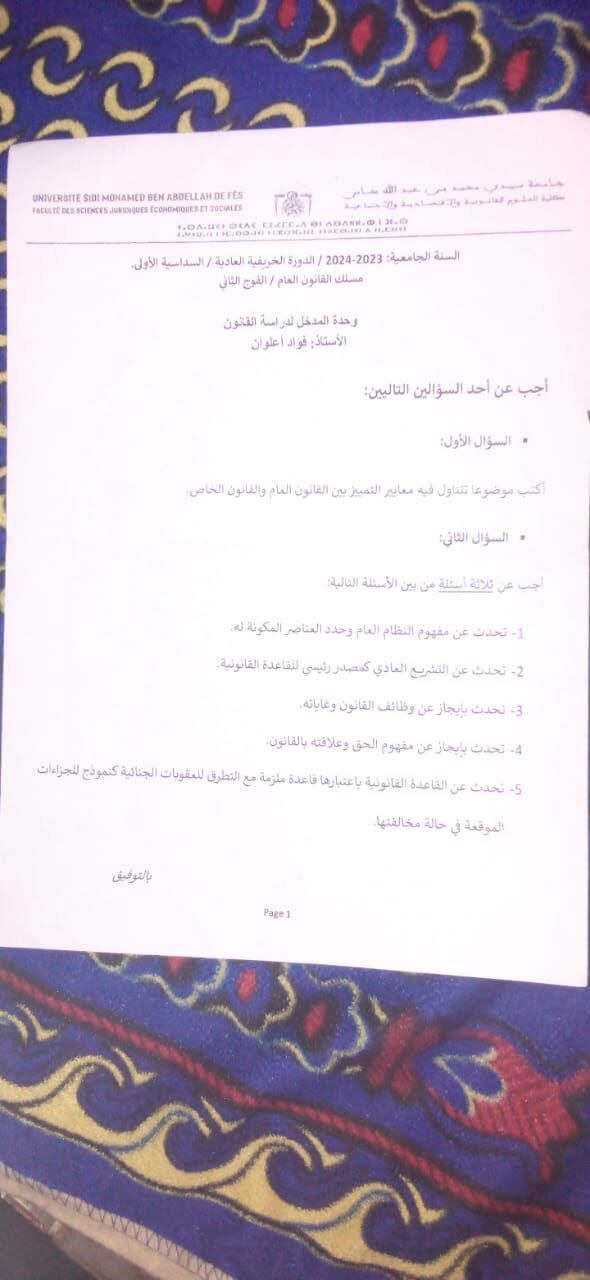 UNIVERSITE SIDI MOHAMED BEN ABDELLAH DE FÈS
FACULTÉ DES SCIENCES JURIDIQUES ÉCONOMIQUES ET SOCIALES
جامعة سيدي محمد بن عبد الله بفاس
كلية العلوم القانونية والاقتصادية والاجتماعية
السنة الجامعية: 2023-2024 / الدورة الخريفية العادية / السداسية الأولى.
مسلك القانون العام / الفوج الثاني
وحدة المدخل لدراسة القانون
الأستاذ: فؤاد أعلوان
أجب عن أحد السؤالين التاليين:
▪ السؤال الأول:
أكتب موضوعا تتناول فيه معايير التمييز بين القانون العام والقانون الخاص.
▪ السؤال الثاني:
أجب عن ثلاثة أسئلة من بين الأسئلة التالية:
1- تحدث عن مفهوم النظام العام وحدد العناصر المكونة له.
2- تحدث عن التشريع العادي كمصدر رئيسي للقاعدة القانونية.
3- تحدث بإيجاز عن وظائف القانون وغاياته.
4- تحدث بإيجاز عن مفهوم الحق وعلاقته بالقانون.
5- تحدث عن القاعدة القانونية باعتبارها قاعدة ملزمة مع التطرق للعقوبات الجنائية كنموذج للجزاءات
الموقعة في حالة مخالفتها.
بالتوفيق
Page 1